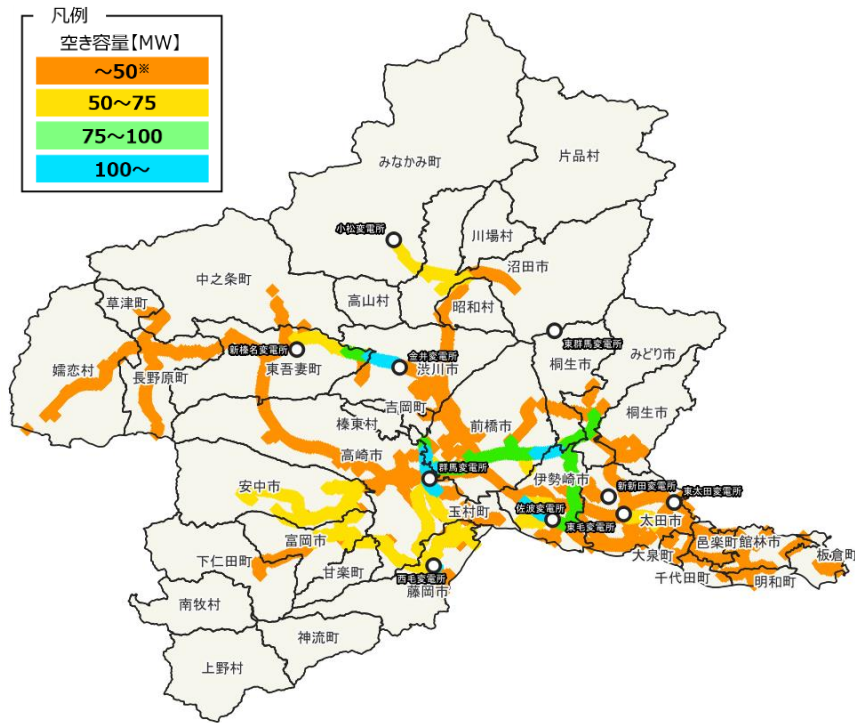 凡例
空き容量【MW】
～50※
50～75
75～100
100～
みなかみ町
片品村
小松変電所
川場村
沼田市
中之条町
高山村
昭和村
草津町
東群馬変電所
新榛名変電所
金井変電所
桐生市
みどり市
嬬恋村
長野原町
東吾妻町
渋川市
吉岡町
桐生市
榛東村
前橋市
高崎市
群馬変電所
安中市
伊勢崎市
新新田変電所
東太田変電所
玉村町
佐波変電所
東毛変電所
太田市
富岡市
邑楽町
館林市
下仁田町
大泉町
板倉町
甘楽町
西毛変電所
千代田町
明和町
藤岡市
南牧村
神流町
上野村